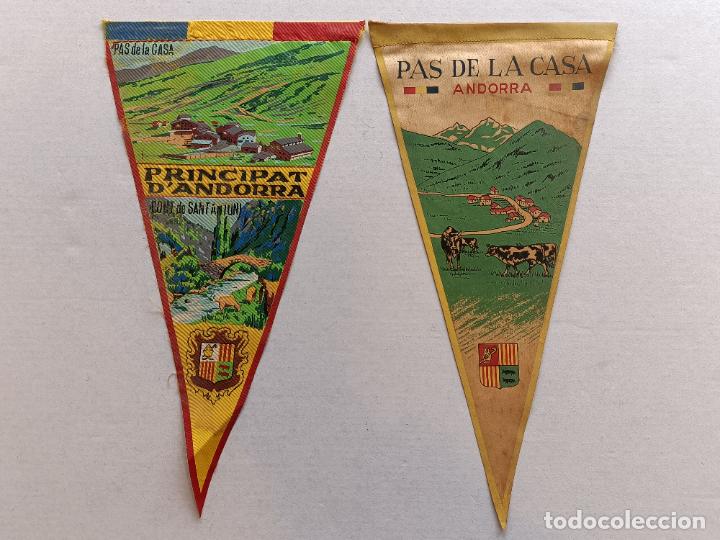 PAS de la CASA
PRINCIPAT
D'ANDORRA
PONT de SANT ANTONI
PAS DE LA CASA
ANDORRA
todocoleccion